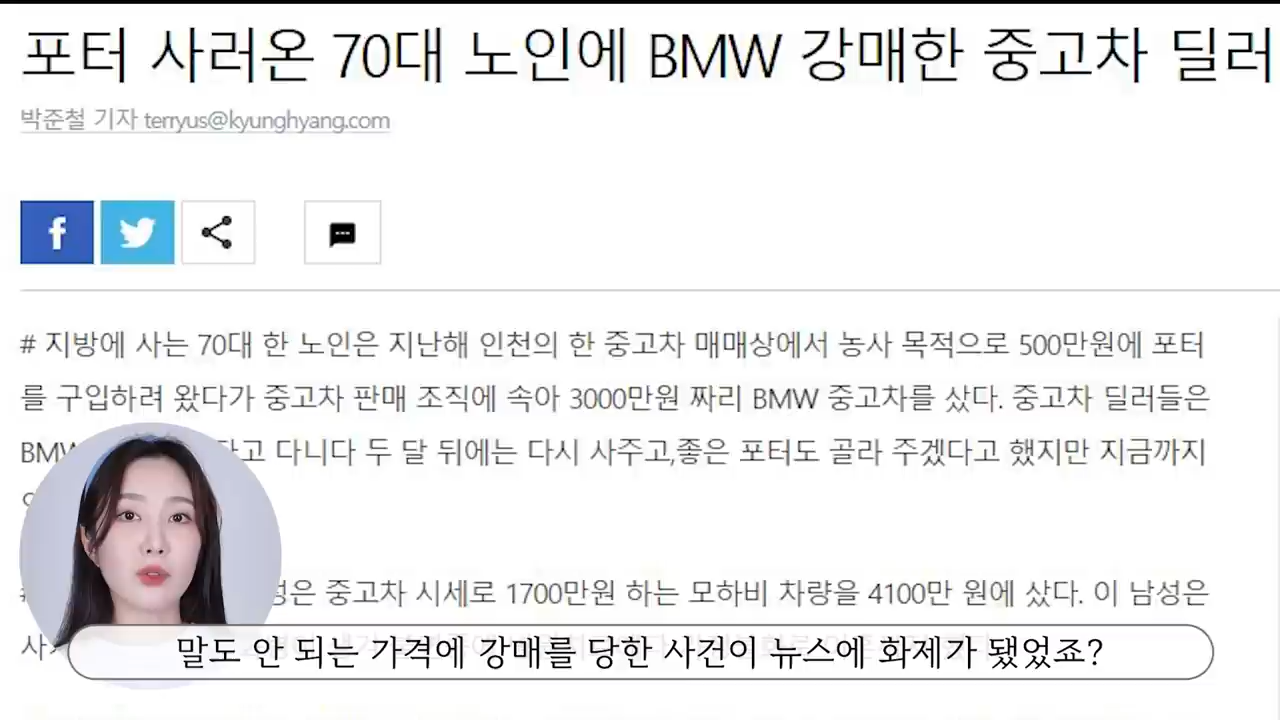 포터 사러온 70대 노인에 BMW 강매한 중고차 딜러
박준철 기자 terryus@kyunghyang.com
# 지방에 사는 70대 한 노인은 지난해 인천의 한 중고차 매매상에서 농사 목적으로 500만원에 포터
를 구입하려 왔다가 중고차 판매 조직에 속아 3000만원 짜리 BMW 중고차를 샀다. 중고차 딜러들은
BMW 다니다 두 달 뒤에는 다시 사주고,좋은 포터도 골라 주겠다고 했지만 지금까지
중고차 시세로 1700만원 하는 모하비 차량을 4100만 원에 샀다. 이 남성은
말도 안 되는 가격에 강매를 당한 사건이 뉴스에 화제가 됐었죠?